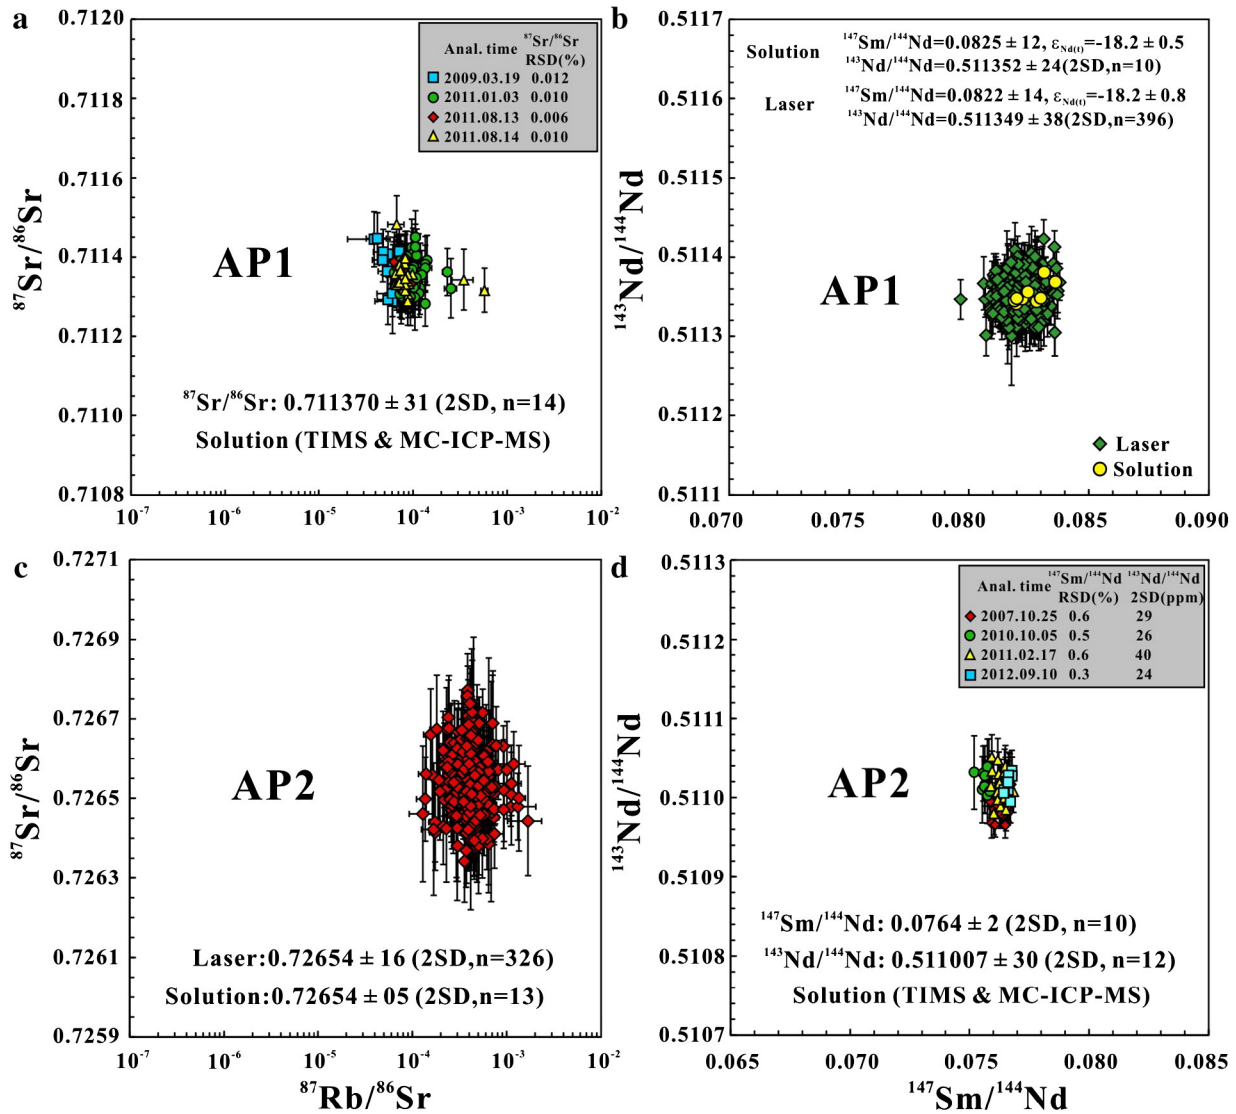 a
0.7120
0.7118
0.7116
0.7114
0.7112
0.7110
0.7108
⁸⁷Sr/⁸⁶Sr
Anal. time ⁸⁷Sr/⁸⁶Sr RSD(%)
2009.03.19 0.012
2011.01.03 0.010
2011.08.13 0.006
2011.08.14 0.010
AP1
⁸⁷Sr/⁸⁶Sr: 0.711370 ± 31 (2SD, n=14)
Solution (TIMS & MC-ICP-MS)
10⁻⁷ 10⁻⁶ 10⁻⁵ 10⁻⁴ 10⁻³ 10⁻²
b
0.5117
0.5116
0.5115
0.5114
0.5113
0.5112
0.5111
¹⁴³Nd/¹⁴⁴Nd
Solution ¹⁴⁷Sm/¹⁴⁴Nd=0.0825 ± 12, εNd(t)=-18.2 ± 0.5
¹⁴³Nd/¹⁴⁴Nd=0.511352 ± 24(2SD,n=10)
Laser ¹⁴⁷Sm/¹⁴⁴Nd=0.0822 ± 14, εNd(t)=-18.2 ± 0.8
¹⁴³Nd/¹⁴⁴Nd=0.511349 ± 38(2SD,n=396)
AP1
Laser
Solution
0.070 0.075 0.080 0.085 0.090
c
0.7271
0.7269
0.7267
0.7265
0.7263
0.7261
0.7259
⁸⁷Sr/⁸⁶Sr
AP2
Laser:0.72654 ± 16 (2SD,n=326)
Solution:0.72654 ± 05 (2SD,n=13)
10⁻⁷ 10⁻⁶ 10⁻⁵ 10⁻⁴ 10⁻³ 10⁻²
⁸⁷Rb/⁸⁶Sr
d
0.5113
0.5112
0.5111
0.5110
0.5109
0.5108
0.5107
¹⁴³Nd/¹⁴⁴Nd
Anal. time ¹⁴⁷Sm/¹⁴⁴Nd RSD(%) ¹⁴³Nd/¹⁴⁴Nd 2SD(ppm)
2007.10.25 0.6 29
2010.10.05 0.5 26
2011.02.17 0.6 40
2012.09.10 0.3 24
AP2
¹⁴⁷Sm/¹⁴⁴Nd: 0.0764 ± 2 (2SD, n=10)
¹⁴³Nd/¹⁴⁴Nd: 0.511007 ± 30 (2SD, n=12)
Solution (TIMS & MC-ICP-MS)
0.065 0.070 0.075 0.080 0.085
¹⁴⁷Sm/¹⁴⁴Nd